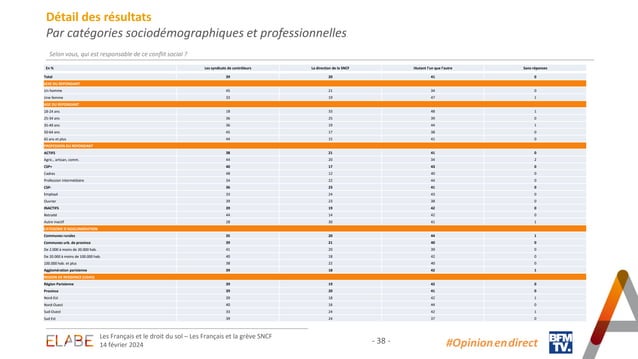 Détail des résultats
Par catégories sociodémographiques et professionnelles
Selon vous, qui est responsable de ce conflit social ?
En % Les syndicats de contrôleurs La direction de la SNCF Autant l'un que l'autre Sans réponses
Total 39 20 41 0
SEXE DU REPONDANT
Un homme 45 21 34 0
Une femme 33 19 47 1
AGE DU REPONDANT
18-24 ans 18 33 48 1
25-34 ans 36 25 39 0
35-49 ans 36 19 44 1
50-64 ans 45 17 38 0
65 ans et plus 44 15 41 0
PROFESSION DU REPONDANT
ACTIFS 38 21 41 0
Agric., artisan, comm. 44 20 34 2
CSP+ 40 17 43 0
Cadres 48 12 40 0
Profession intermédiaire 34 22 44 0
CSP- 36 23 41 0
Employé 33 24 43 0
Ouvrier 39 23 38 0
INACTIFS 39 19 42 0
Retraité 44 14 42 0
Autre inactif 28 30 41 1
CATEGORIE D'AGGLOMERATION
Communes rurales 35 20 44 1
Communes urb. de province 39 21 40 0
De 2.000 à moins de 20.000 hab. 41 20 39 0
De 20.000 à moins de 100.000 hab. 40 18 42 0
100.000 hab. et plus 38 22 40 0
Agglomération parisienne 39 18 42 1
REGION DE RESIDENCE (UDA5)
Région Parisienne 39 19 42 0
Province 39 20 41 0
Nord Est 39 18 42 1
Nord-Ouest 40 16 44 0
Sud-Ouest 33 24 42 1
Sud Est 39 24 37 0
ELABE
Les Français et le droit du sol – Les Français et la grève SNCF
14 février 2024
- 38 -
#Opinion en direct
BFM
TV.